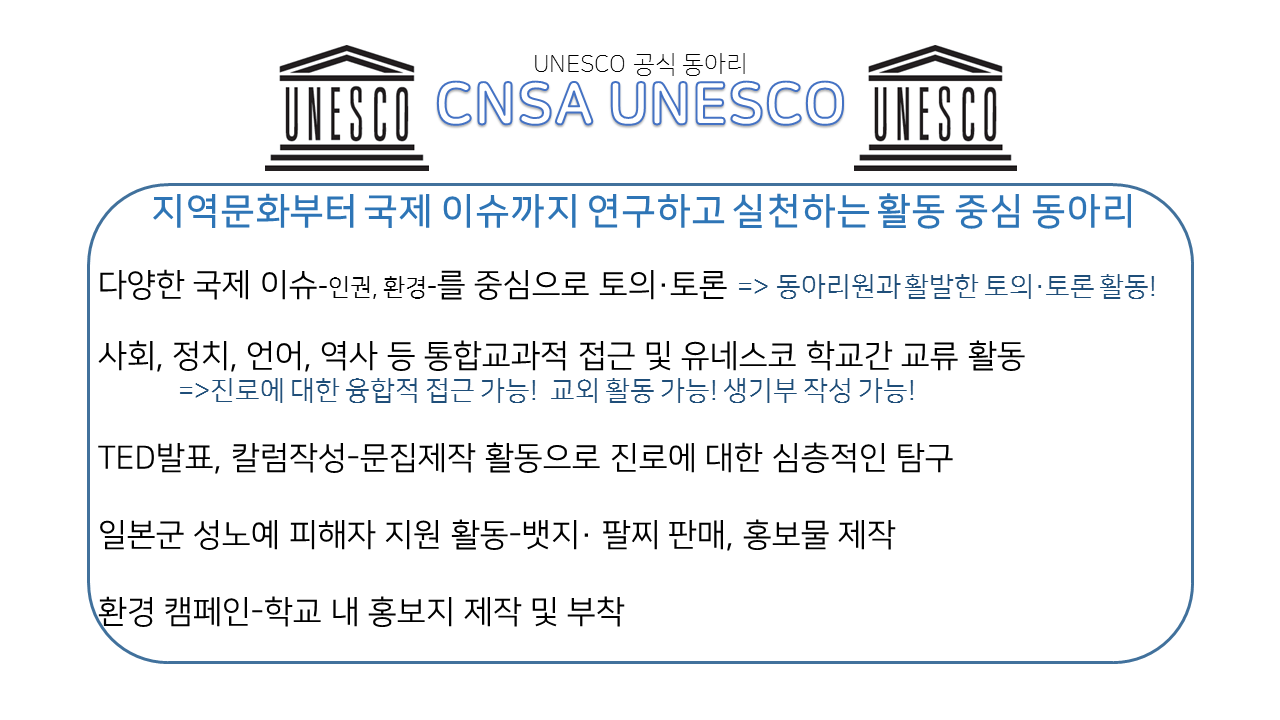 UNESCO 공식 동아리
UNESCO CNSA UNESCO UNESCO
지역문화부터 국제 이슈까지 연구하고 실천하는 활동 중심 동아리
다양한 국제 이슈-인권, 환경-를 중심으로 토의·토론 => 동아리원과 활발한 토의·토론 활동!
사회, 정치, 언어, 역사 등 통합교과적 접근 및 유네스코 학교간 교류 활동
=>진로에 대한 융합적 접근 가능! 교외 활동 가능! 생기부 작성 가능!
TED발표, 칼럼작성-문집제작 활동으로 진로에 대한 심층적인 탐구
일본군 성노예 피해자 지원 활동-뱃지· 팔찌 판매, 홍보물 제작
환경 캠페인-학교 내 홍보지 제작 및 부착